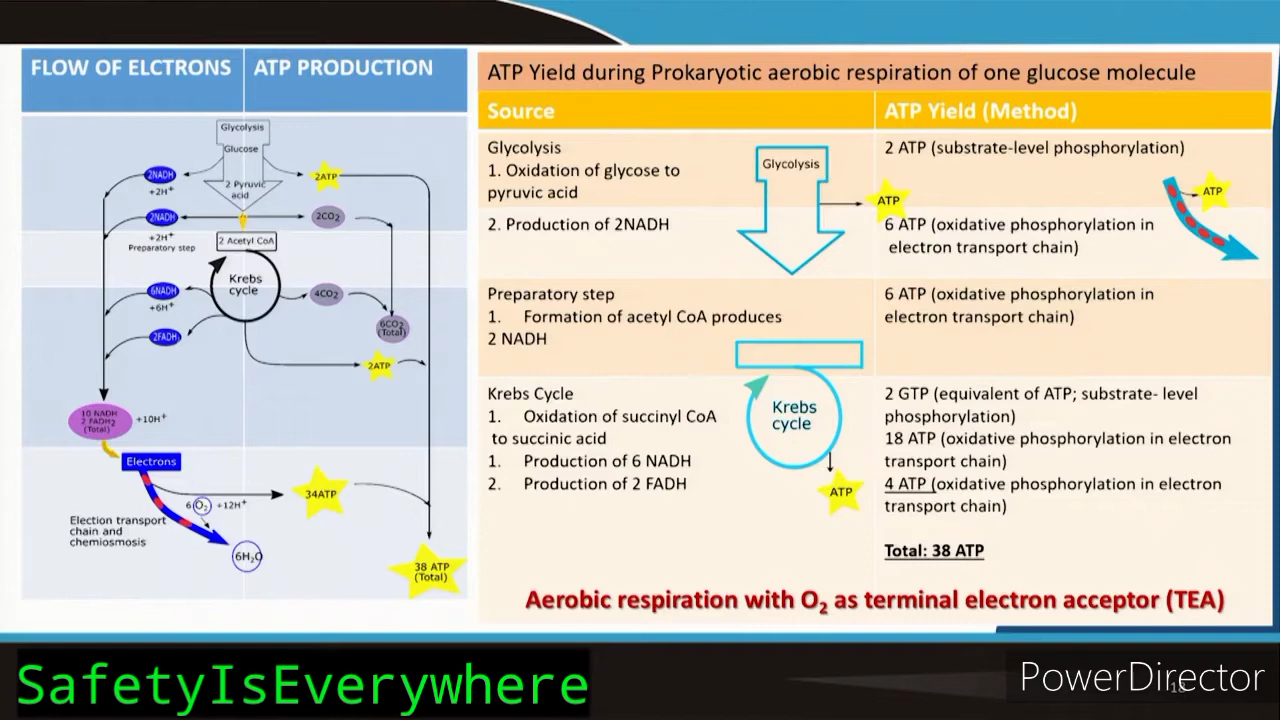 FLOW OF ELCTRONS
ATP PRODUCTION
Glycolysis
Glucose
2NADH
+2H⁺
2ATP
2 Pyruvic
acid
2NADH
2CO₂
+2H⁺
Preparatory step
2 Acetyl CoA
Krebs
cycle
6NADH
+6H⁺
4CO₂
2FADH
6CO₂
(Total)
2ATP
10 NADH
2 FADH₂
(Total)
+10H⁺
Electrons
34ATP
6 O₂ +12H⁺
Election transport
chain and
chemiosmosis
6H₂O
38 ATP
(Total)
ATP Yield during Prokaryotic aerobic respiration of one glucose molecule
Source
ATP Yield (Method)
Glycolysis
1. Oxidation of glycose to
pyruvic acid
Glycolysis
2 ATP (substrate-level phosphorylation)
ATP
ATP
2. Production of 2NADH
6 ATP (oxidative phosphorylation in
electron transport chain)
Preparatory step
1. Formation of acetyl CoA produces
2 NADH
6 ATP (oxidative phosphorylation in
electron transport chain)
Krebs Cycle
1. Oxidation of succinyl CoA
to succinic acid
1. Production of 6 NADH
2. Production of 2 FADH
Krebs
cycle
ATP
2 GTP (equivalent of ATP; substrate- level
phosphorylation)
18 ATP (oxidative phosphorylation in electron
transport chain)
4 ATP (oxidative phosphorylation in electron
transport chain)
Total: 38 ATP
Aerobic respiration with O₂ as terminal electron acceptor (TEA)
SafetyIsEverywhere
PowerDirector